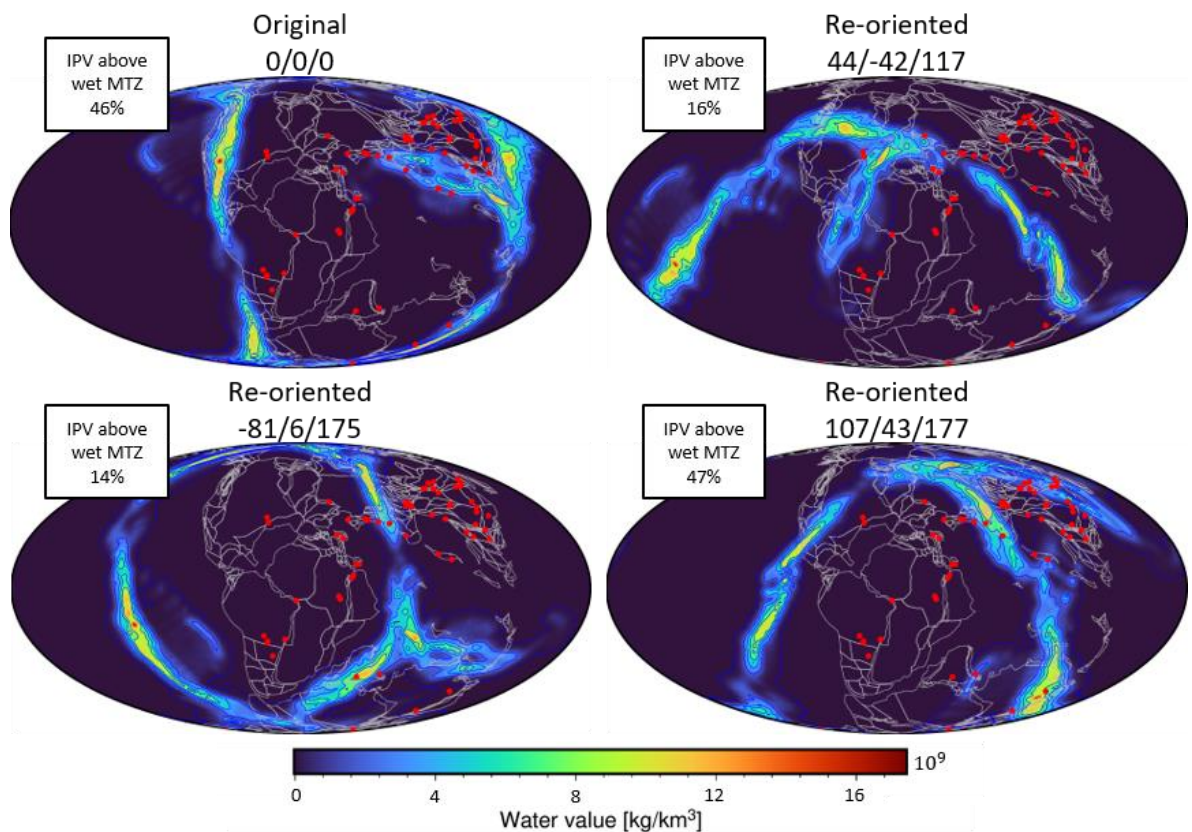 Original
0/0/0
IPV above
wet MTZ
46%
Re-oriented
44/-42/117
IPV above
wet MTZ
16%
Re-oriented
-81/6/175
IPV above
wet MTZ
14%
Re-oriented
107/43/177
IPV above
wet MTZ
47%
10⁹
0 4 8 12 16
Water value [kg/km³]